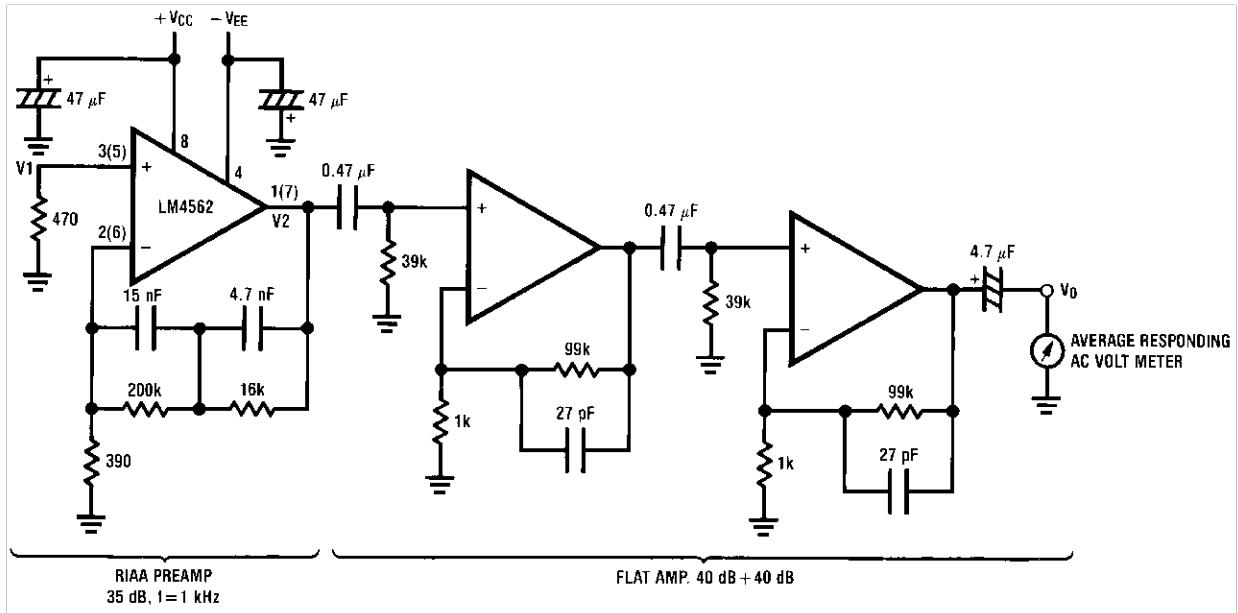 +VCC
−VEE
+
47 μF
47 μF
+
8
3(5)
V1
+
4
0.47 μF
1(7)
LM4562
V2
470
2(6)
−
+
0.47 μF
39k
4.7 μF
+
+
VO
15 nF
4.7 nF
−
39k
99k
−
AVERAGE RESPONDING
AC VOLT METER
200k
16k
1k
27 pF
99k
390
1k
27 pF
RIAA PREAMP
35 dB, f=1 kHz
FLAT AMP. 40 dB + 40 dB